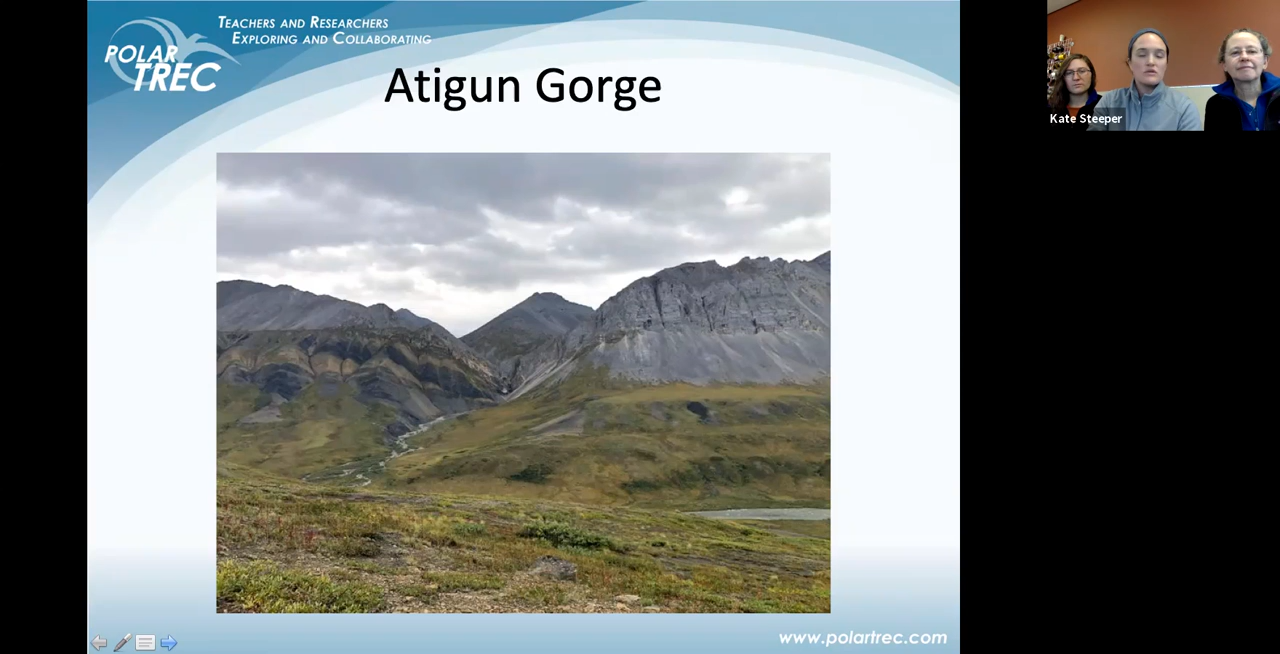 TEACHERS AND RESEARCHERS
EXPLORING AND COLLABORATING
POLAR
TREC
Atigun Gorge
Kate Steeper
www.polartrec.com